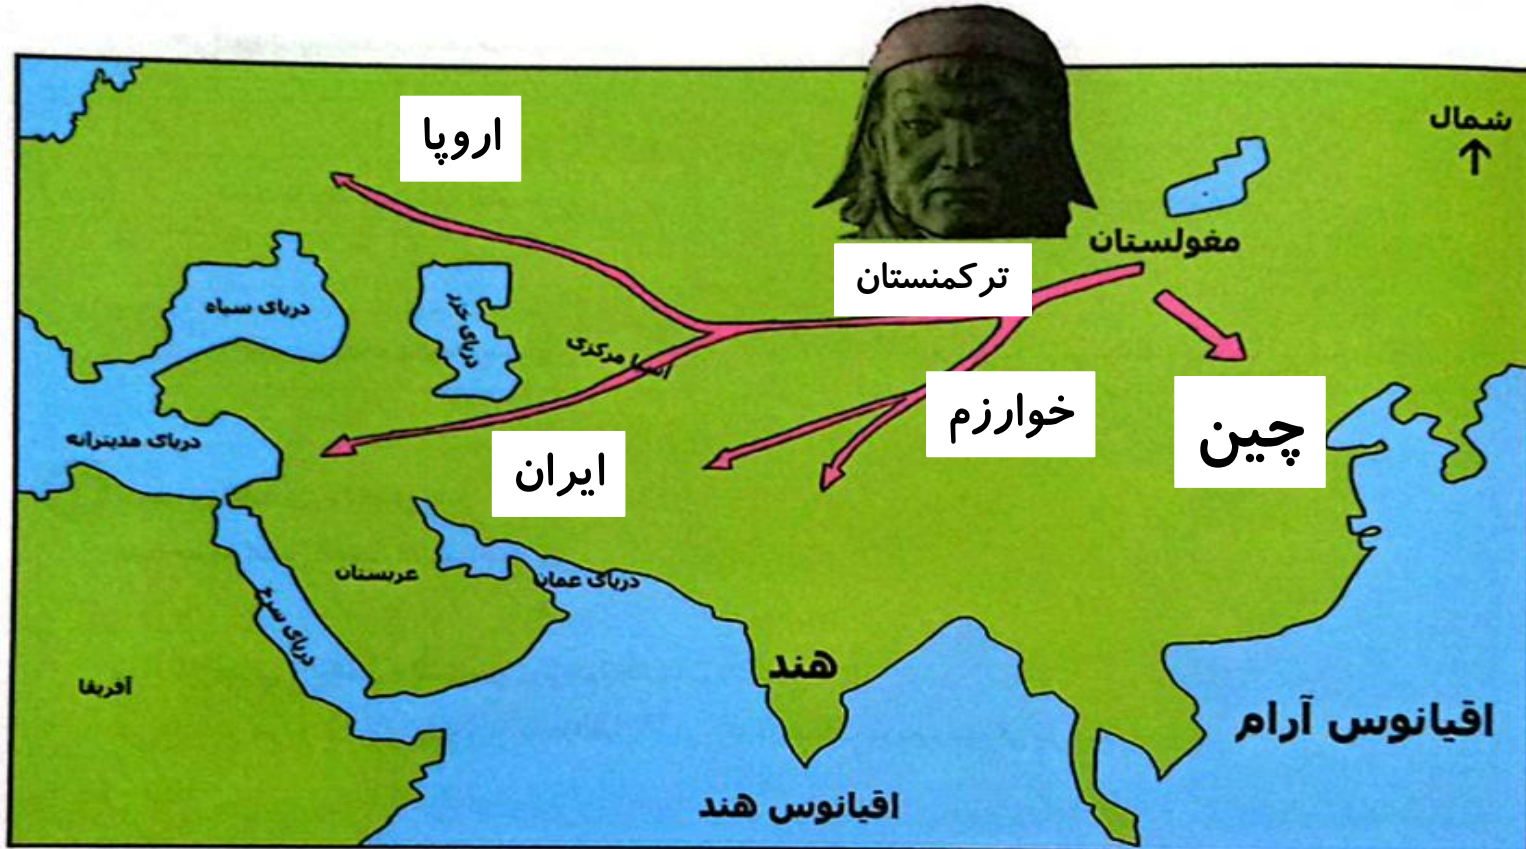 شمال
↑
اروپا
مغولستان
ترکمنستان
دریای سیاه
دریای خزر
آسیا مرکزی
خوارزم
چین
دریای مدیترانه
ایران
عربستان
دریای عمان
دریای سرخ
هند
آفریقا
اقیانوس آرام
اقیانوس هند